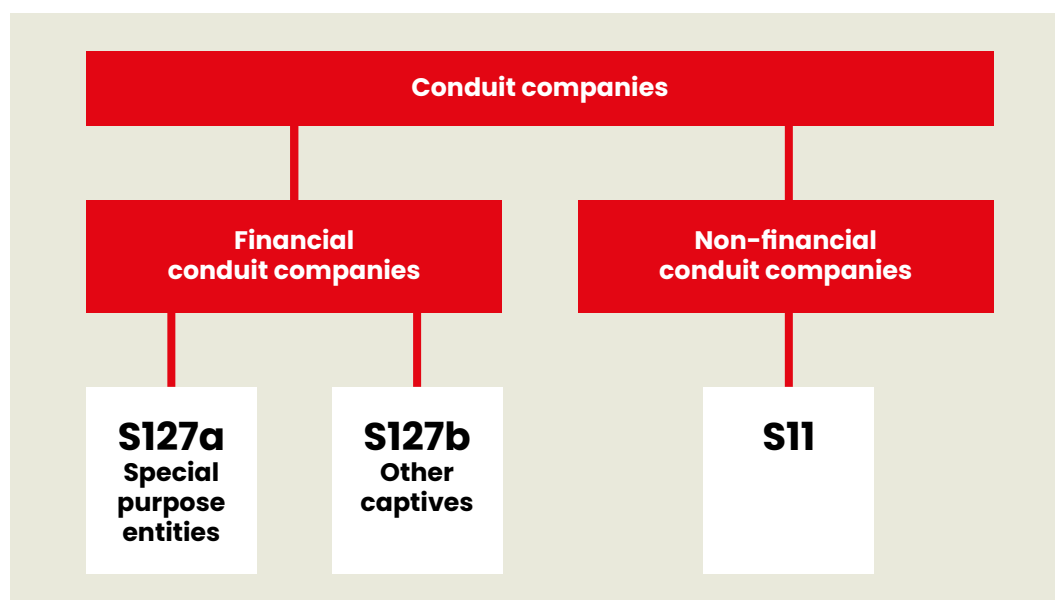 Conduit companies
Financial
conduit companies
Non-financial
conduit companies
S127a
Special
purpose
entities
S127b
Other
captives
S11